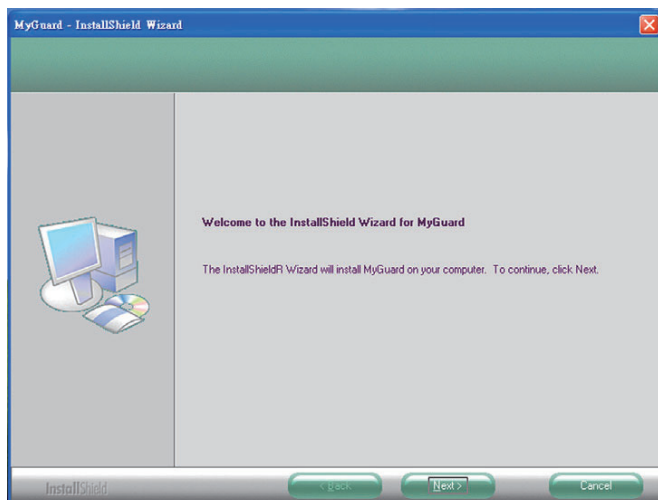 MyGuard - InstallShield Wizard
Welcome to the InstallShield Wizard for MyGuard
The InstallShieldR Wizard will install MyGuard on your computer. To continue, click Next.
InstallShield
< Back
Next >
Cancel